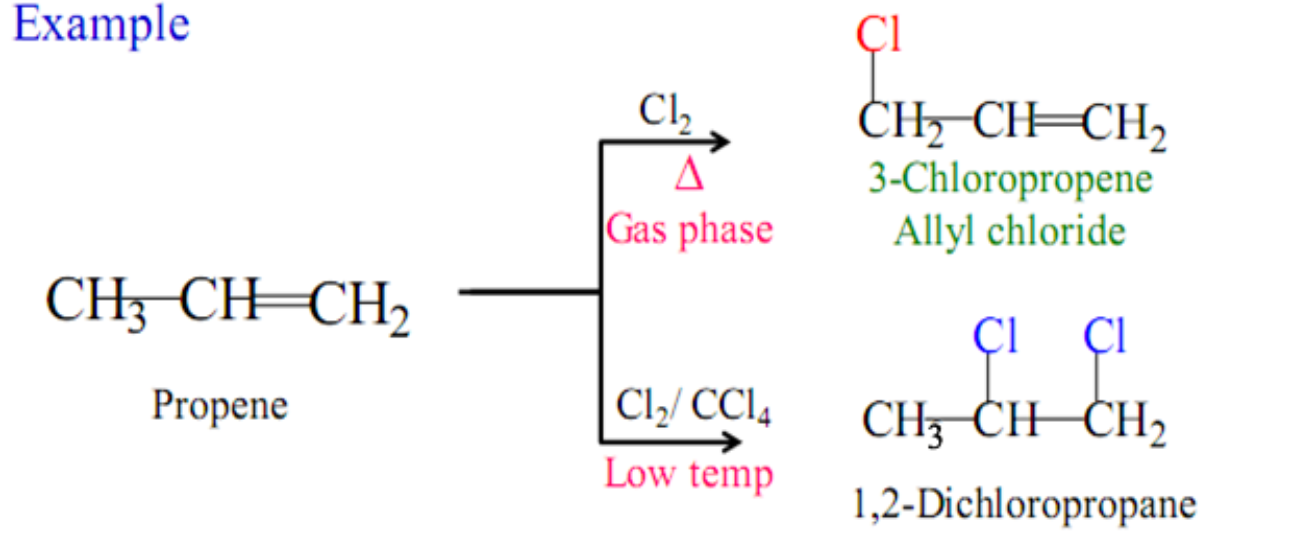 Example
Cl₂
Δ
Gas phase
Cl
CH₂—CH=CH₂
3-Chloropropene
Allyl chloride
CH₃—CH=CH₂
Propene
Cl₂/ CCl₄
Low temp
Cl Cl
CH₃—CH—CH₂
1,2-Dichloropropane